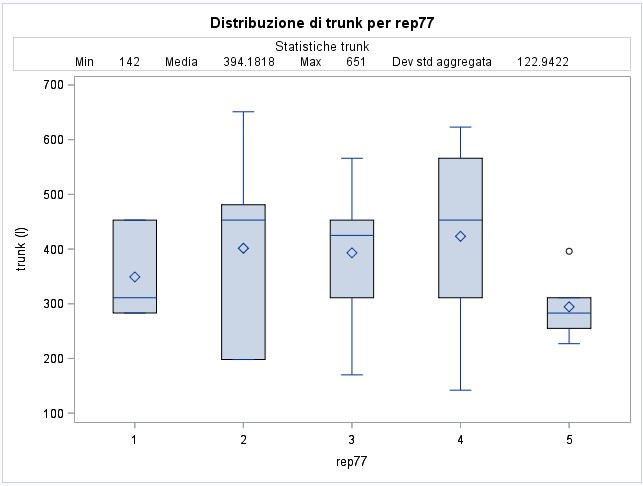 Distribuzione di trunk per rep77
Statistiche trunk
Min 142 Media 394.1818 Max 651 Dev std aggregata 122.9422
700
600
500
400
300
200
100
trunk (l)
1 2 3 4 5
rep77